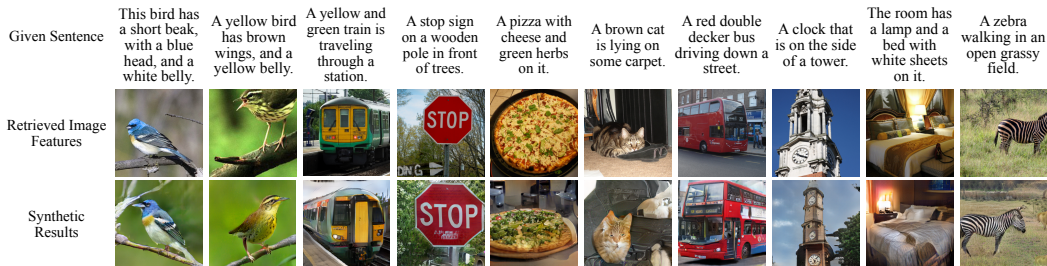 Given Sentence
This bird has
a short beak,
with a blue
head, and a
white belly.
A yellow bird
has brown
wings, and a
yellow belly.
A yellow and
green train is
traveling
through a
station.
A stop sign
on a wooden
pole in front
of trees.
A pizza with
cheese and
green herbs
on it.
A brown cat
is lying on
some carpet.
A red double
decker bus
driving down a
street.
A clock that
is on the side
of a tower.
The room has
a lamp and a
bed with
white sheets
on it.
A zebra
walking in an
open grassy
field.
Retrieved Image
Features
STOP
DING
Synthetic
Results
STOP